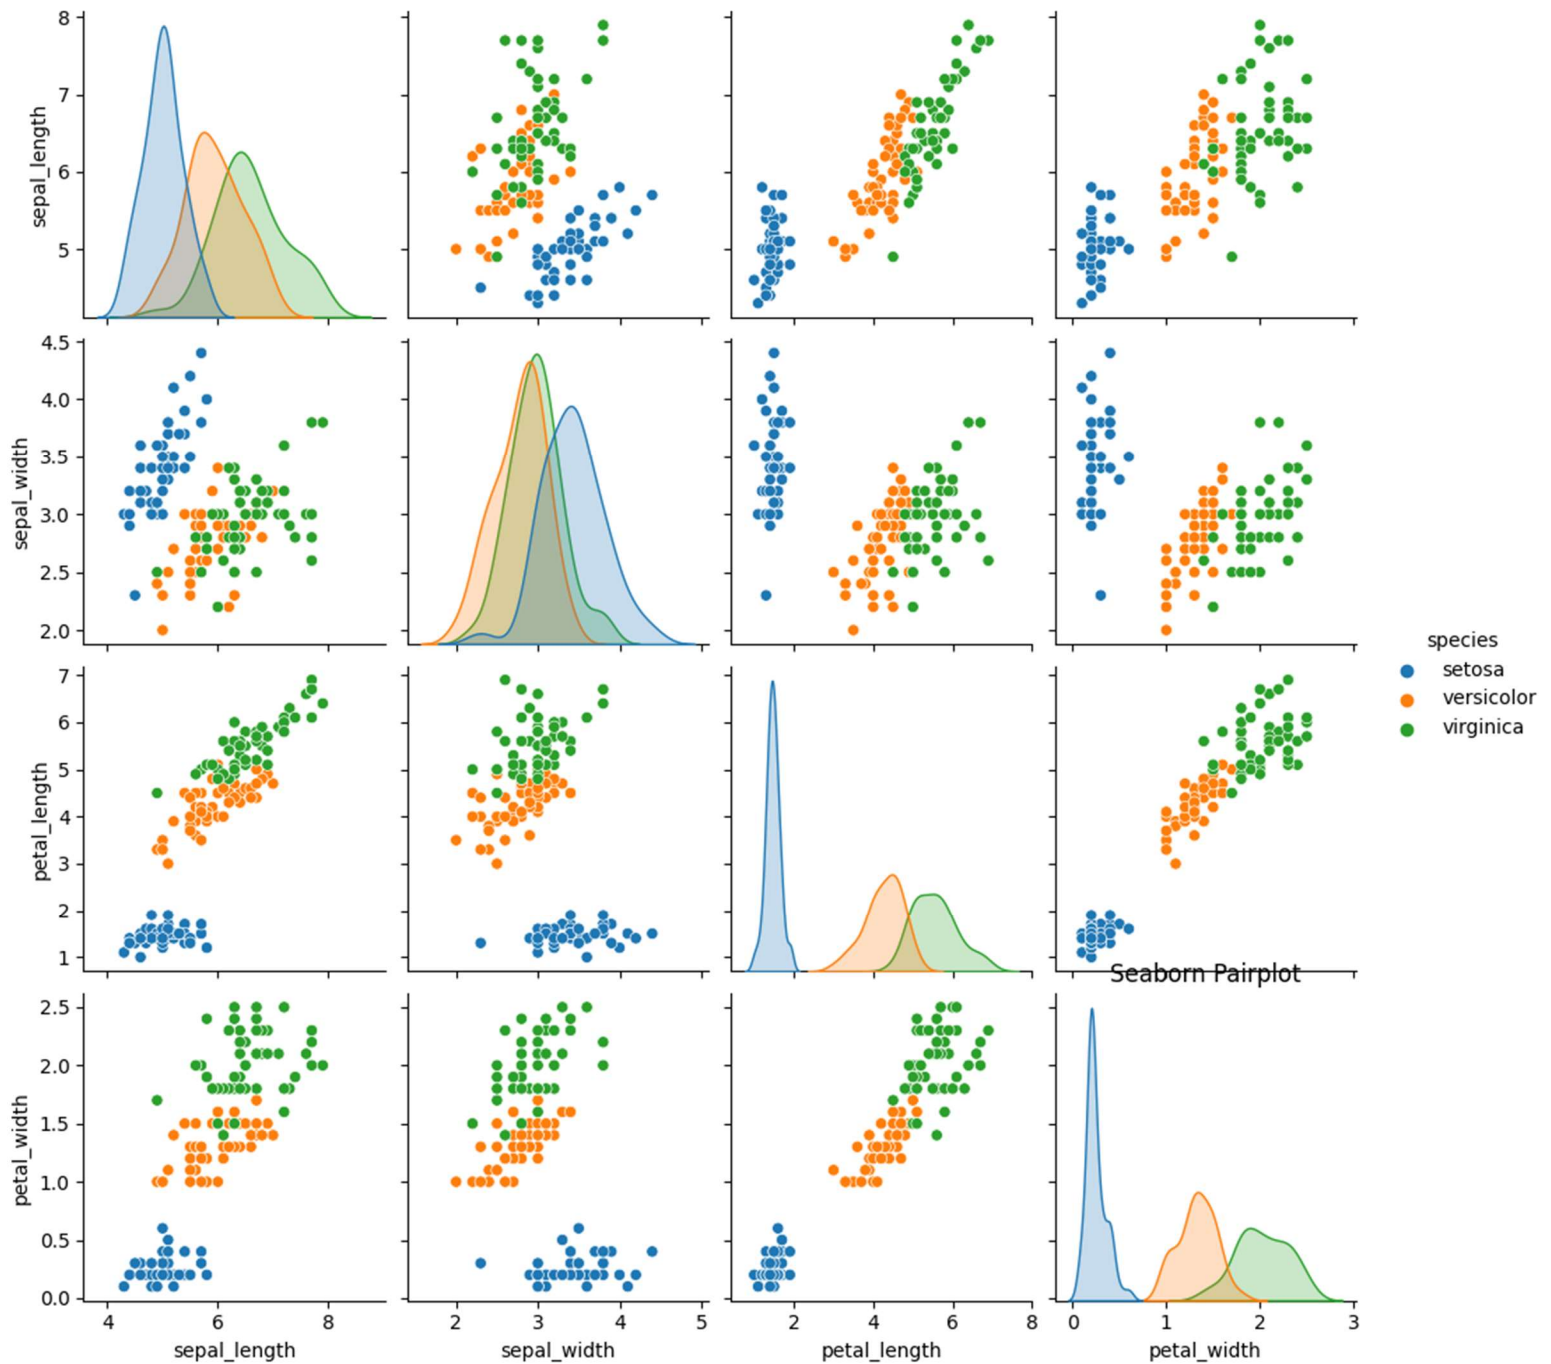 8
7
6
5
sepal_length
4.5
4.0
3.5
3.0
2.5
2.0
sepal_width
species
setosa
versicolor
virginica
7
6
5
4
3
2
1
petal_length
Seaborn Pairplot
2.5
2.0
1.5
1.0
0.5
0.0
petal_width
4 6 8
2 3 4 5
2 4 6 8
0 1 2 3
sepal_length
sepal_width
petal_length
petal_width